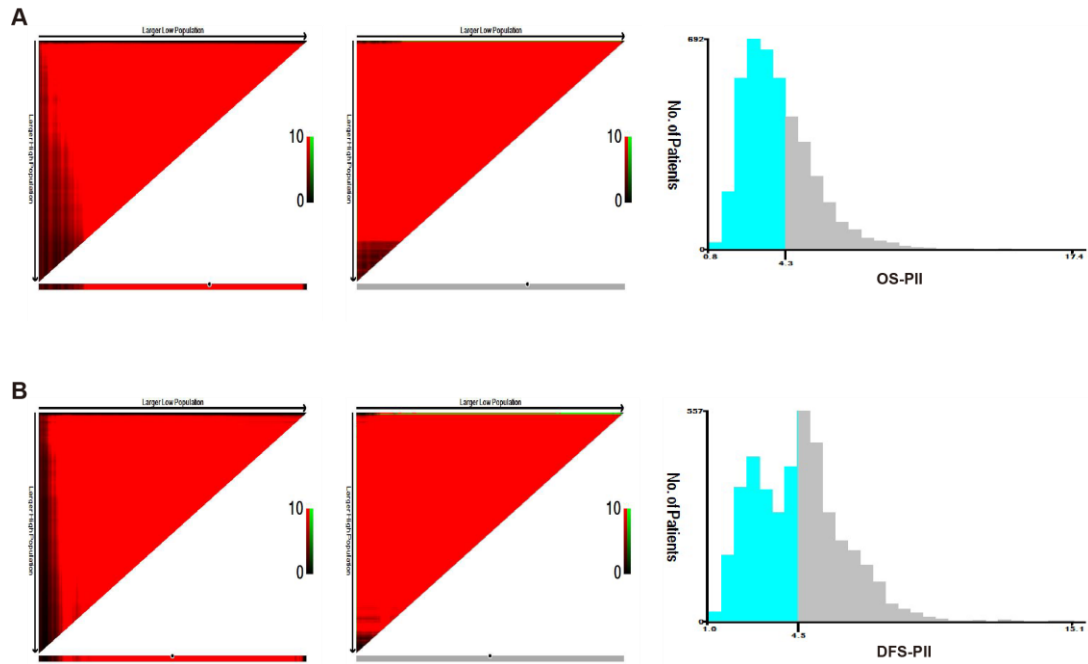 A
Larger Low Population
Larger High Population
10
0
Larger Low Population
Larger High Population
10
0
No. of Patients
692
0
0.8
4.3
17.4
OS-PII
B
Larger Low Population
Larger High Population
10
0
Larger Low Population
Larger High Population
10
0
No. of Patients
557
0
1.0
4.5
15.1
DFS-PII